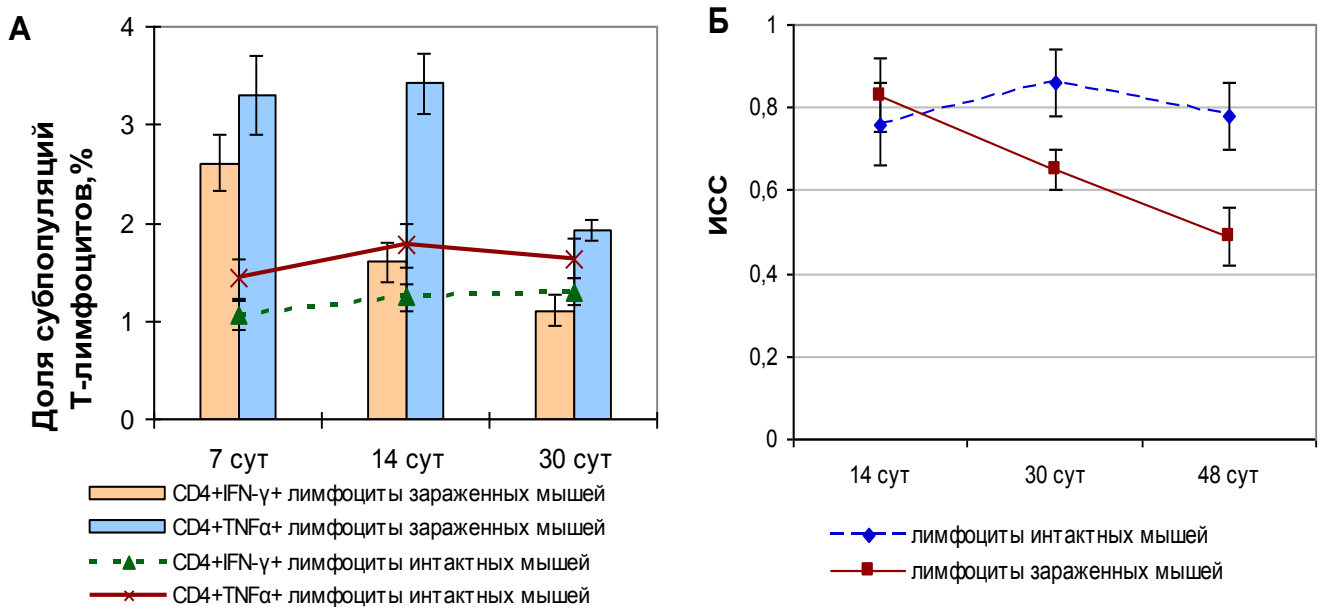 А
Доля субпопуляций
Т-лимфоцитов,%
4
3
2
1
0
7 сут
14 сут
30 сут
CD4+IFN-γ+ лимфоциты зараженных мышей
CD4+TNFα+ лимфоциты зараженных мышей
CD4+IFN-γ+ лимфоциты интактных мышей
CD4+TNFα+ лимфоциты интактных мышей
Б
ИСС
1
0,8
0,6
0,4
0,2
0
14 сут
30 сут
48 сут
лимфоциты интактных мышей
лимфоциты зараженных мышей